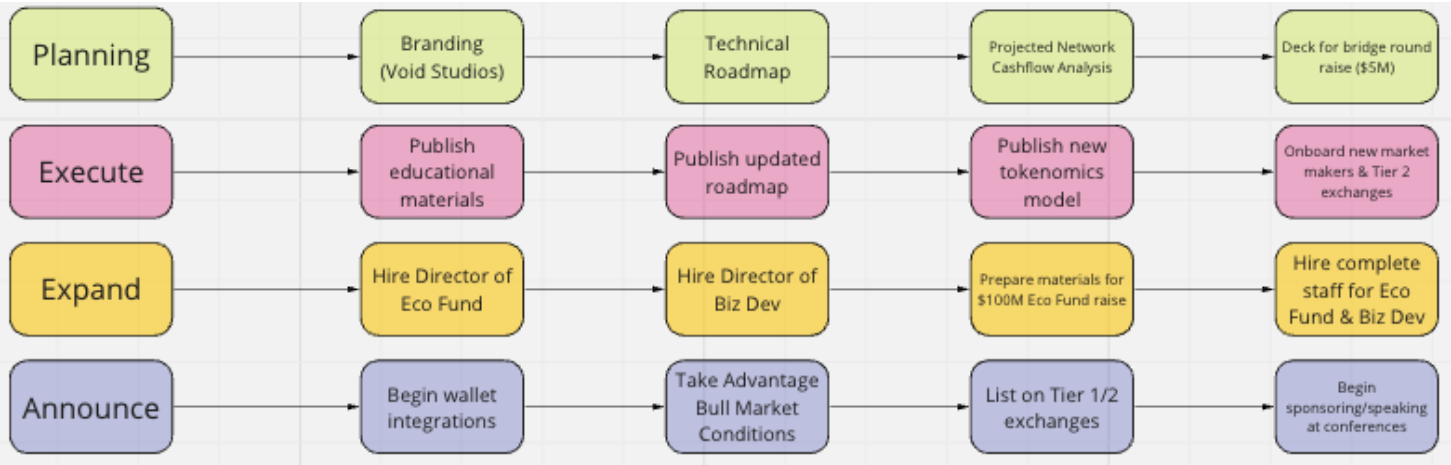 Planning
Branding
(Void Studios)
Technical
Roadmap
Projected Network
Cashflow Analysis
Deck for bridge round
raise ($5M)
Execute
Publish
educational
materials
Publish updated
roadmap
Publish new
tokenomics
model
Onboard new market
makers & Tier 2
exchanges
Expand
Hire Director of
Eco Fund
Hire Director of
Biz Dev
Prepare materials for
$100M Eco Fund raise
Hire complete
staff for Eco
Fund & Biz Dev
Announce
Begin wallet
integrations
Take Advantage
Bull Market
Conditions
List on Tier 1/2
exchanges
Begin
sponsoring/speaking
at conferences